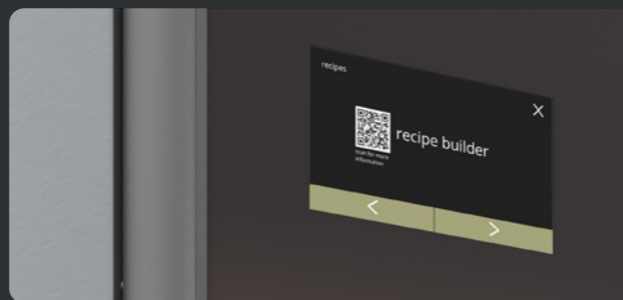 recipes
X
recipe builder
scan for more
information
< >